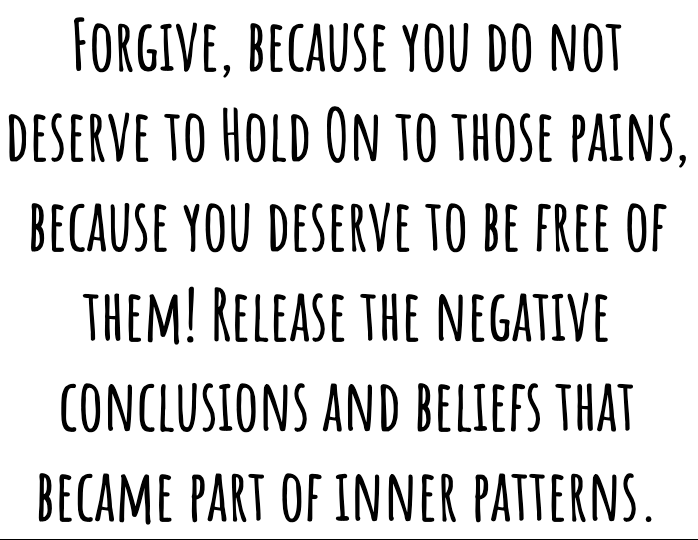 Forgive, because you do not
deserve to Hold On to those pains,
because you deserve to be free of
them! Release the negative
conclusions and beliefs that
became part of inner patterns.